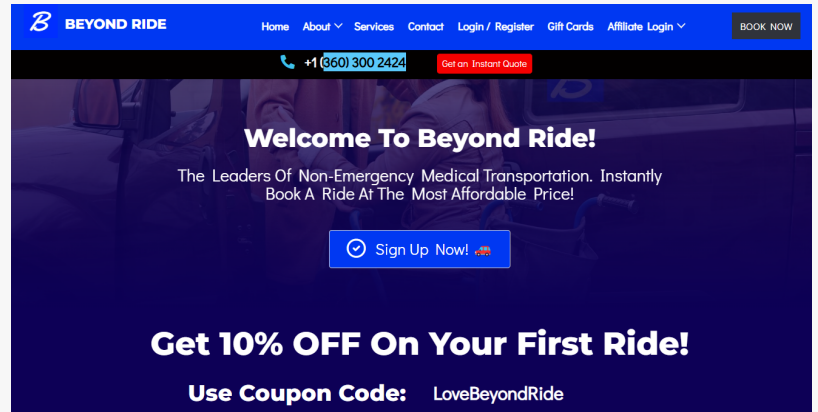 B BEYOND RIDE Home About Services Contact Login / Register Gift Cards Affiliate Login BOOK NOW
+1 (360) 300 2424 Get an Instant Quote
Welcome To Beyond Ride!
The Leaders Of Non-Emergency Medical Transportation. Instantly
Book A Ride At The Most Affordable Price!
Sign Up Now! 🚗
Get 10% OFF On Your First Ride!
Use Coupon Code: LoveBeyondRide